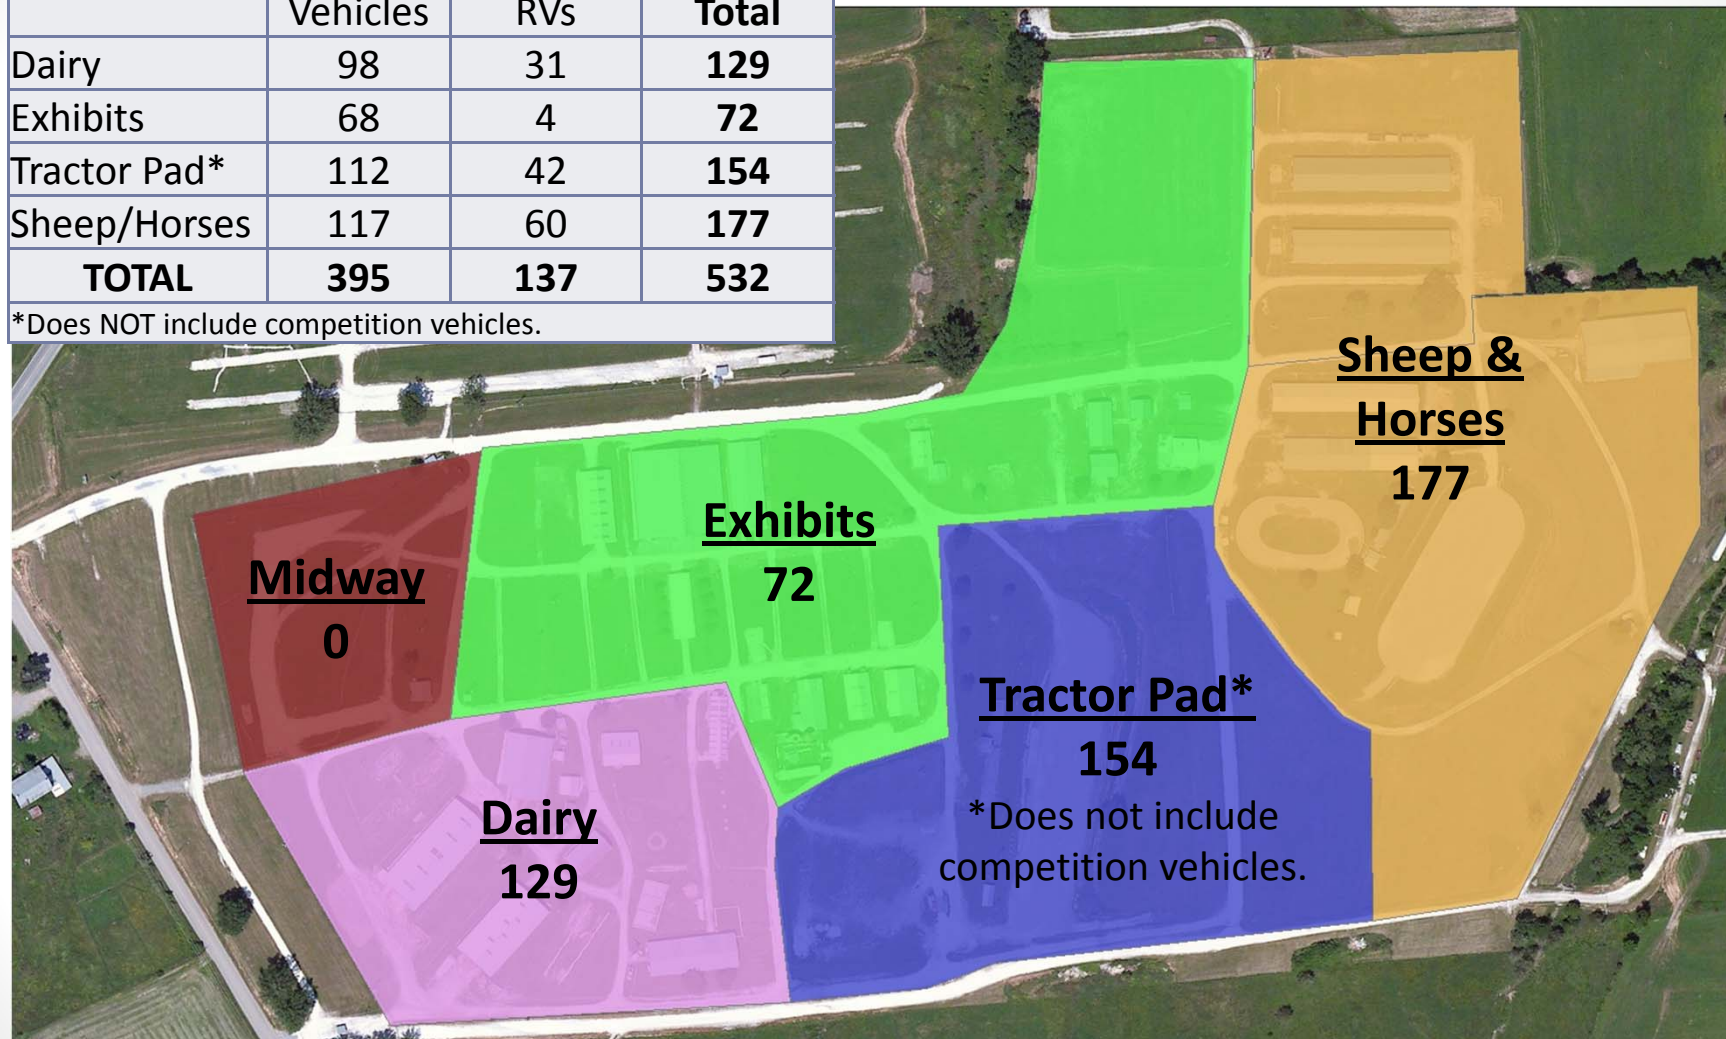 Vehicles RVs Total
Dairy 98 31 129
Exhibits 68 4 72
Tractor Pad* 112 42 154
Sheep/Horses 117 60 177
TOTAL 395 137 532
*Does NOT include competition vehicles.
Sheep &
Horses
177
Exhibits
72
Midway
0
Tractor Pad*
154
*Does not include
competition vehicles.
Dairy
129